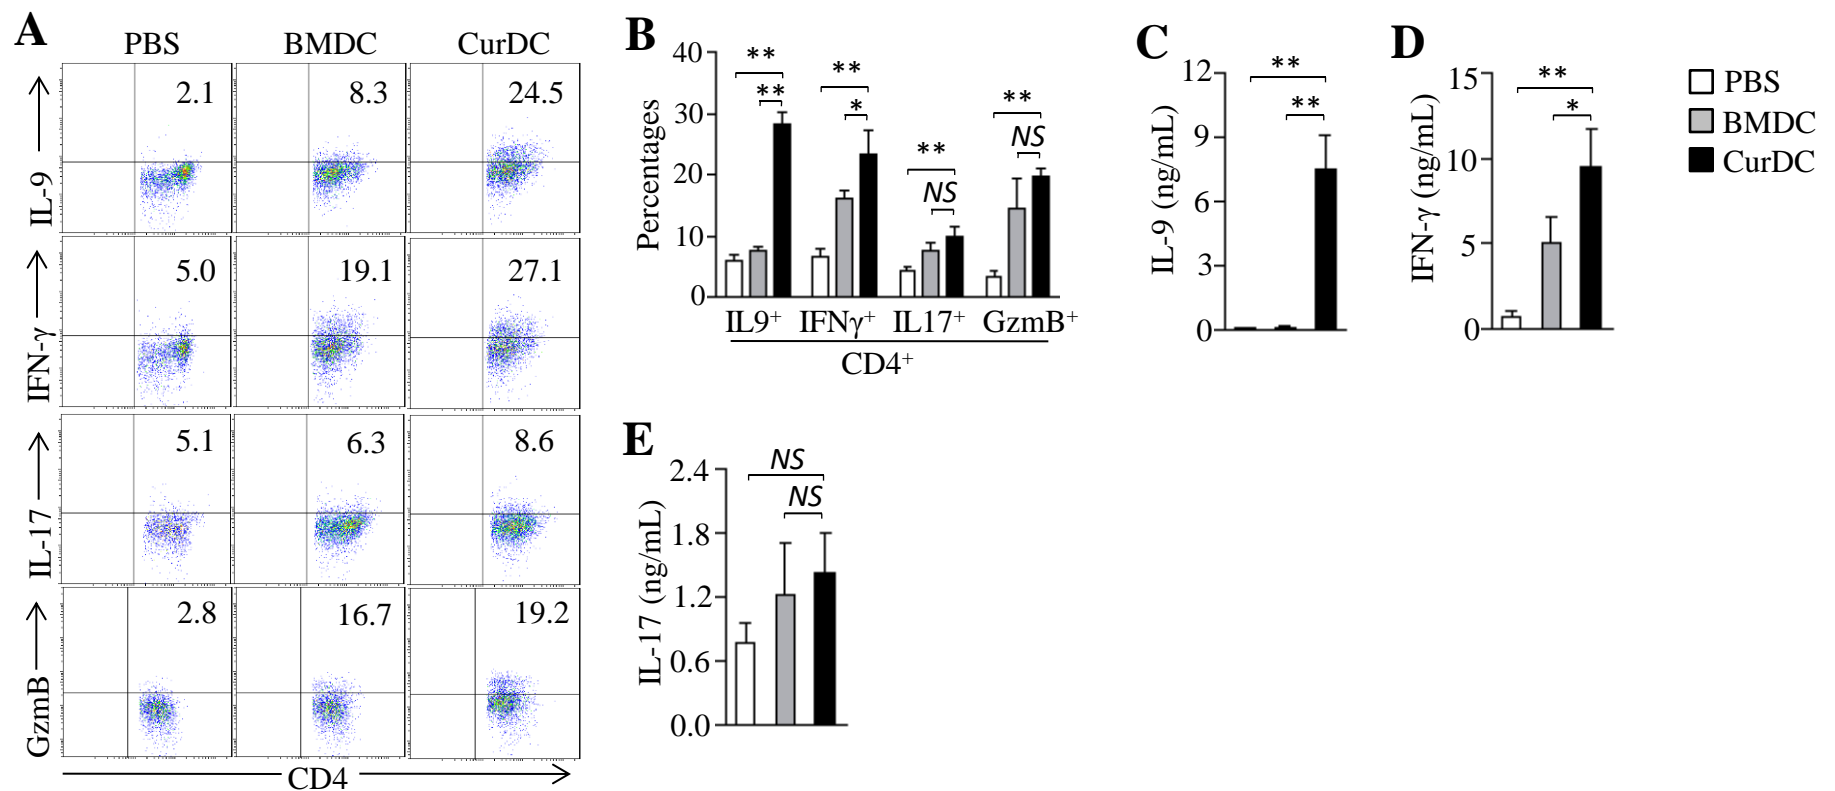 A
PBS BMDC CurDC
IL-9
2.1 8.3 24.5
IFN-γ
5.0 19.1 27.1
IL-17
5.1 6.3 8.6
GzmB
2.8 16.7 19.2
CD4
B
Percentages
40
30
20
10
0
** ** ** * ** NS ** NS
IL9+ IFNγ+ IL17+ GzmB+
CD4+
C
IL-9 (ng/mL)
12
9
6
3
0
**
**
D
IFN-γ (ng/mL)
15
10
5
0
**
*
PBS
BMDC
CurDC
E
IL-17 (ng/mL)
2.4
1.8
1.2
0.6
0.0
NS
NS